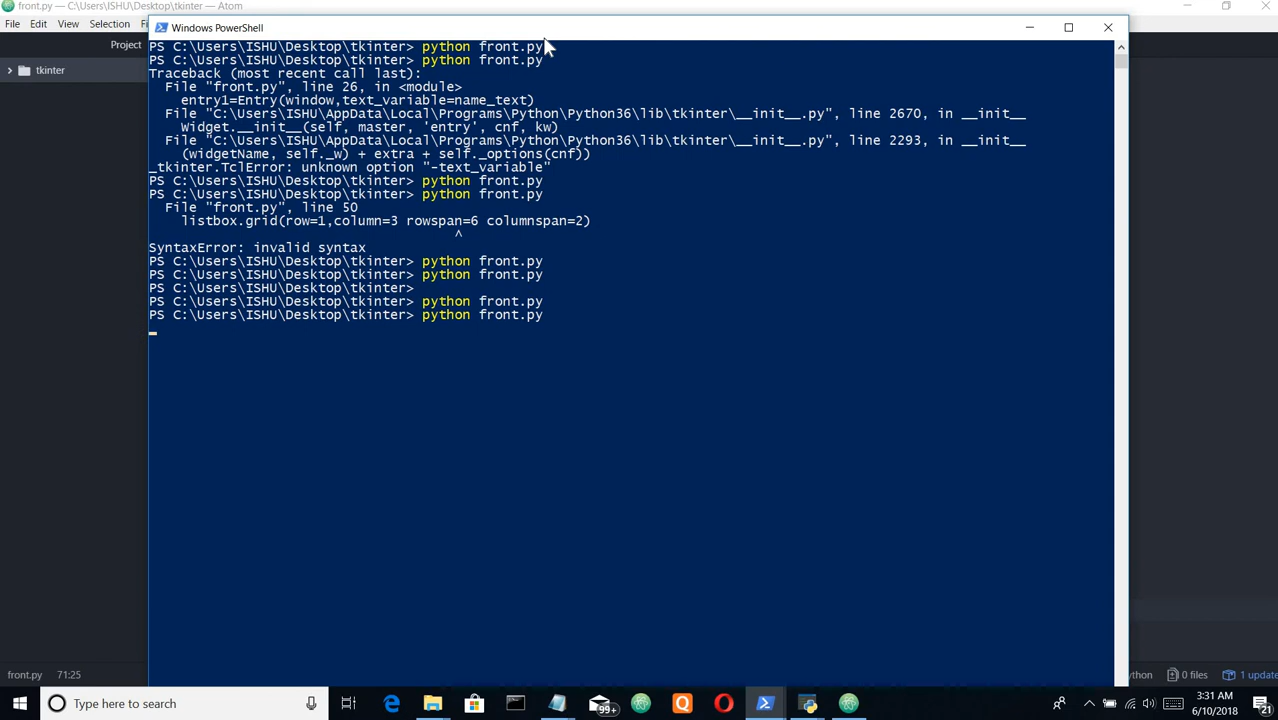 front.py — C:\Users\ISHU\Desktop\tkinter — Atom
File Edit View Selection Fi
Windows PowerShell
Project
tkinter
PS C:\Users\ISHU\Desktop\tkinter> python front.py
PS C:\Users\ISHU\Desktop\tkinter> python front.py
Traceback (most recent call last):
  File "front.py", line 26, in <module>
    entry1=Entry(window,text_variable=name_text)
  File "C:\Users\ISHU\AppData\Local\Programs\Python\Python36\lib\tkinter\__init__.py", line 2670, in __init__
    Widget.__init__(self, master, 'entry', cnf, kw)
  File "C:\Users\ISHU\AppData\Local\Programs\Python\Python36\lib\tkinter\__init__.py", line 2293, in __init__
    (widgetName, self._w) + extra + self._options(cnf))
_tkinter.TclError: unknown option "-text_variable"
PS C:\Users\ISHU\Desktop\tkinter> python front.py
PS C:\Users\ISHU\Desktop\tkinter> python front.py
  File "front.py", line 50
    listbox.grid(row=1,column=3 rowspan=6 columnspan=2)
                                      ^
SyntaxError: invalid syntax
PS C:\Users\ISHU\Desktop\tkinter> python front.py
PS C:\Users\ISHU\Desktop\tkinter> python front.py
PS C:\Users\ISHU\Desktop\tkinter>
PS C:\Users\ISHU\Desktop\tkinter> python front.py
PS C:\Users\ISHU\Desktop\tkinter> python front.py
front.py 71:25
ython 0 files 1 update
Type here to search
99+
3:31 AM
6/10/2018
21